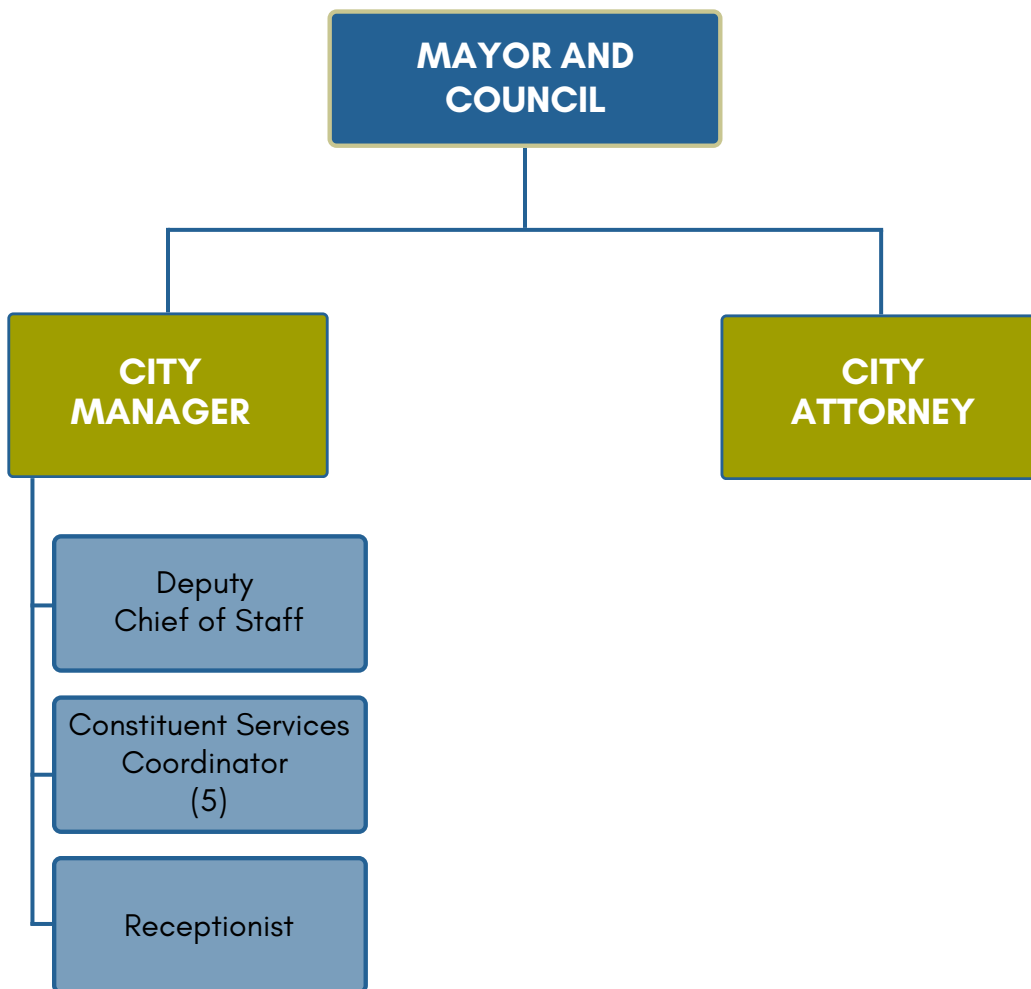 MAYOR AND
COUNCIL
CITY
MANAGER
CITY
ATTORNEY
Deputy
Chief of Staff
Constituent Services
Coordinator
(5)
Receptionist